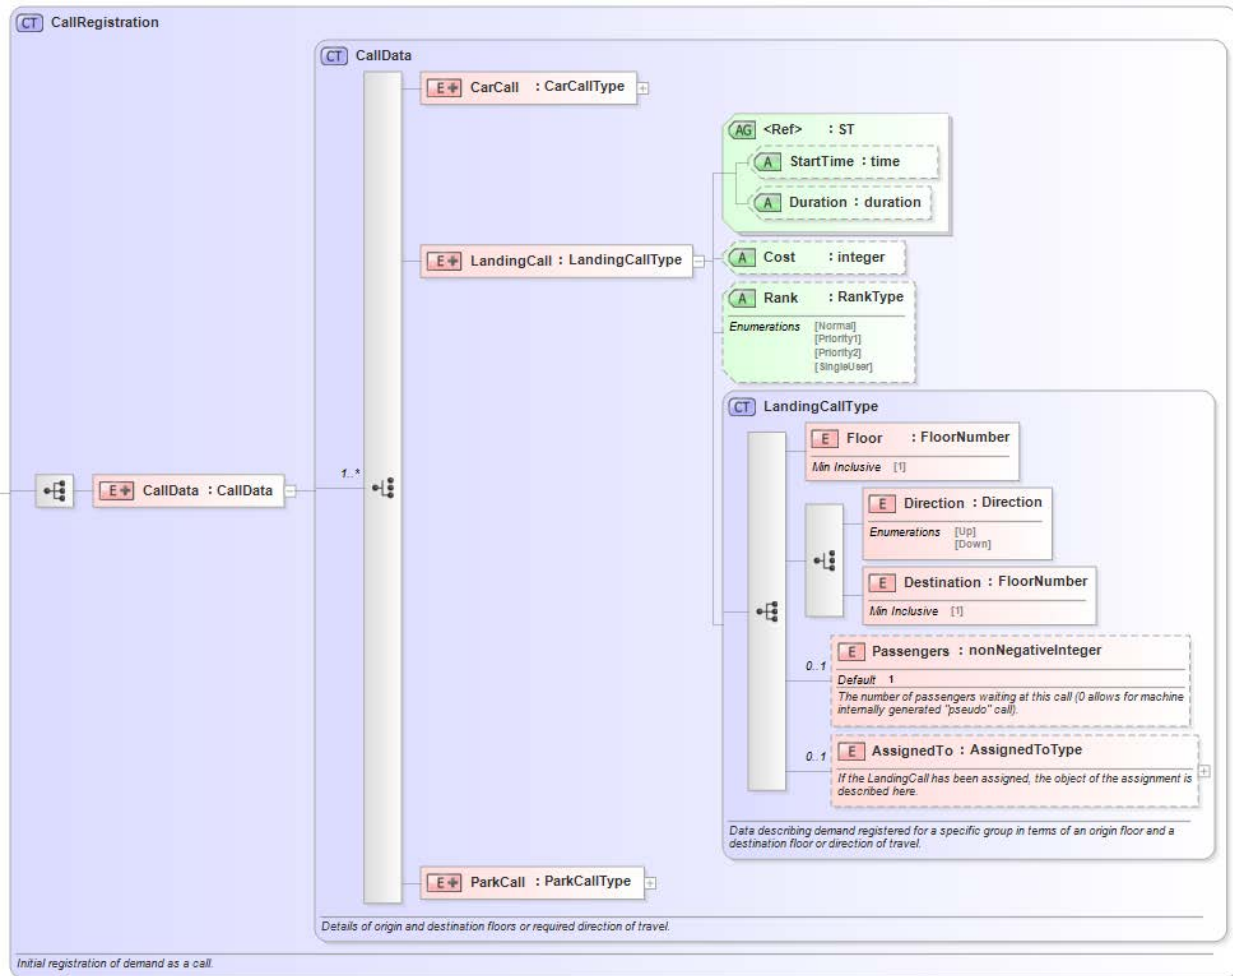 CT CallRegistration
CT CallData
E CarCall : CarCallType
AG <Ref> : ST
A StartTime : time
A Duration : duration
E LandingCall : LandingCallType
A Cost : integer
A Rank : RankType
Enumerations [Normal]
[Priority1]
[Priority2]
[SingleUser]
CT LandingCallType
E Floor : FloorNumber
Min Inclusive [1]
1..*
E CallData : CallData
E Direction : Direction
Enumerations [Up]
[Down]
E Destination : FloorNumber
Min Inclusive [1]
0..1
E Passengers : nonNegativeInteger
Default 1
The number of passengers waiting at this call (0 allows for machine
internally generated "pseudo" call).
0..1
E AssignedTo : AssignedToType
If the LandingCall has been assigned, the object of the assignment is
described here.
Data describing demand registered for a specific group in terms of an origin floor and a
destination floor or direction of travel.
E ParkCall : ParkCallType
Details of origin and destination floors or required direction of travel.
Initial registration of demand as a call.